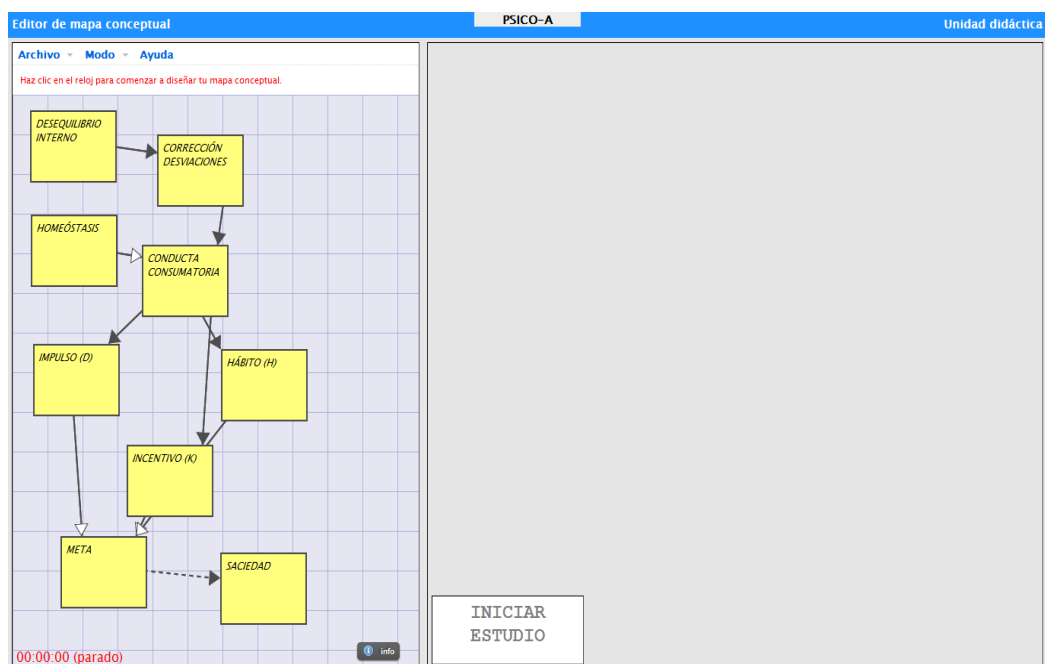 PSICO-A
Editor de mapa conceptual
Unidad didáctica
Archivo
Modo
Ayuda
Haz clic en el reloj para comenzar a diseñar tu mapa conceptual.
DESEQUILIBRIO
INTERNO
CORRECCIÓN
DESVIACIONES
HOMEÓSTASIS
CONDUCTA
CONSUMATORIA
IMPULSO (D)
HÁBITO (H)
INCENTIVO (K)
META
SACIEDAD
00:00:00 (parado)
info
INICIAR
ESTUDIO